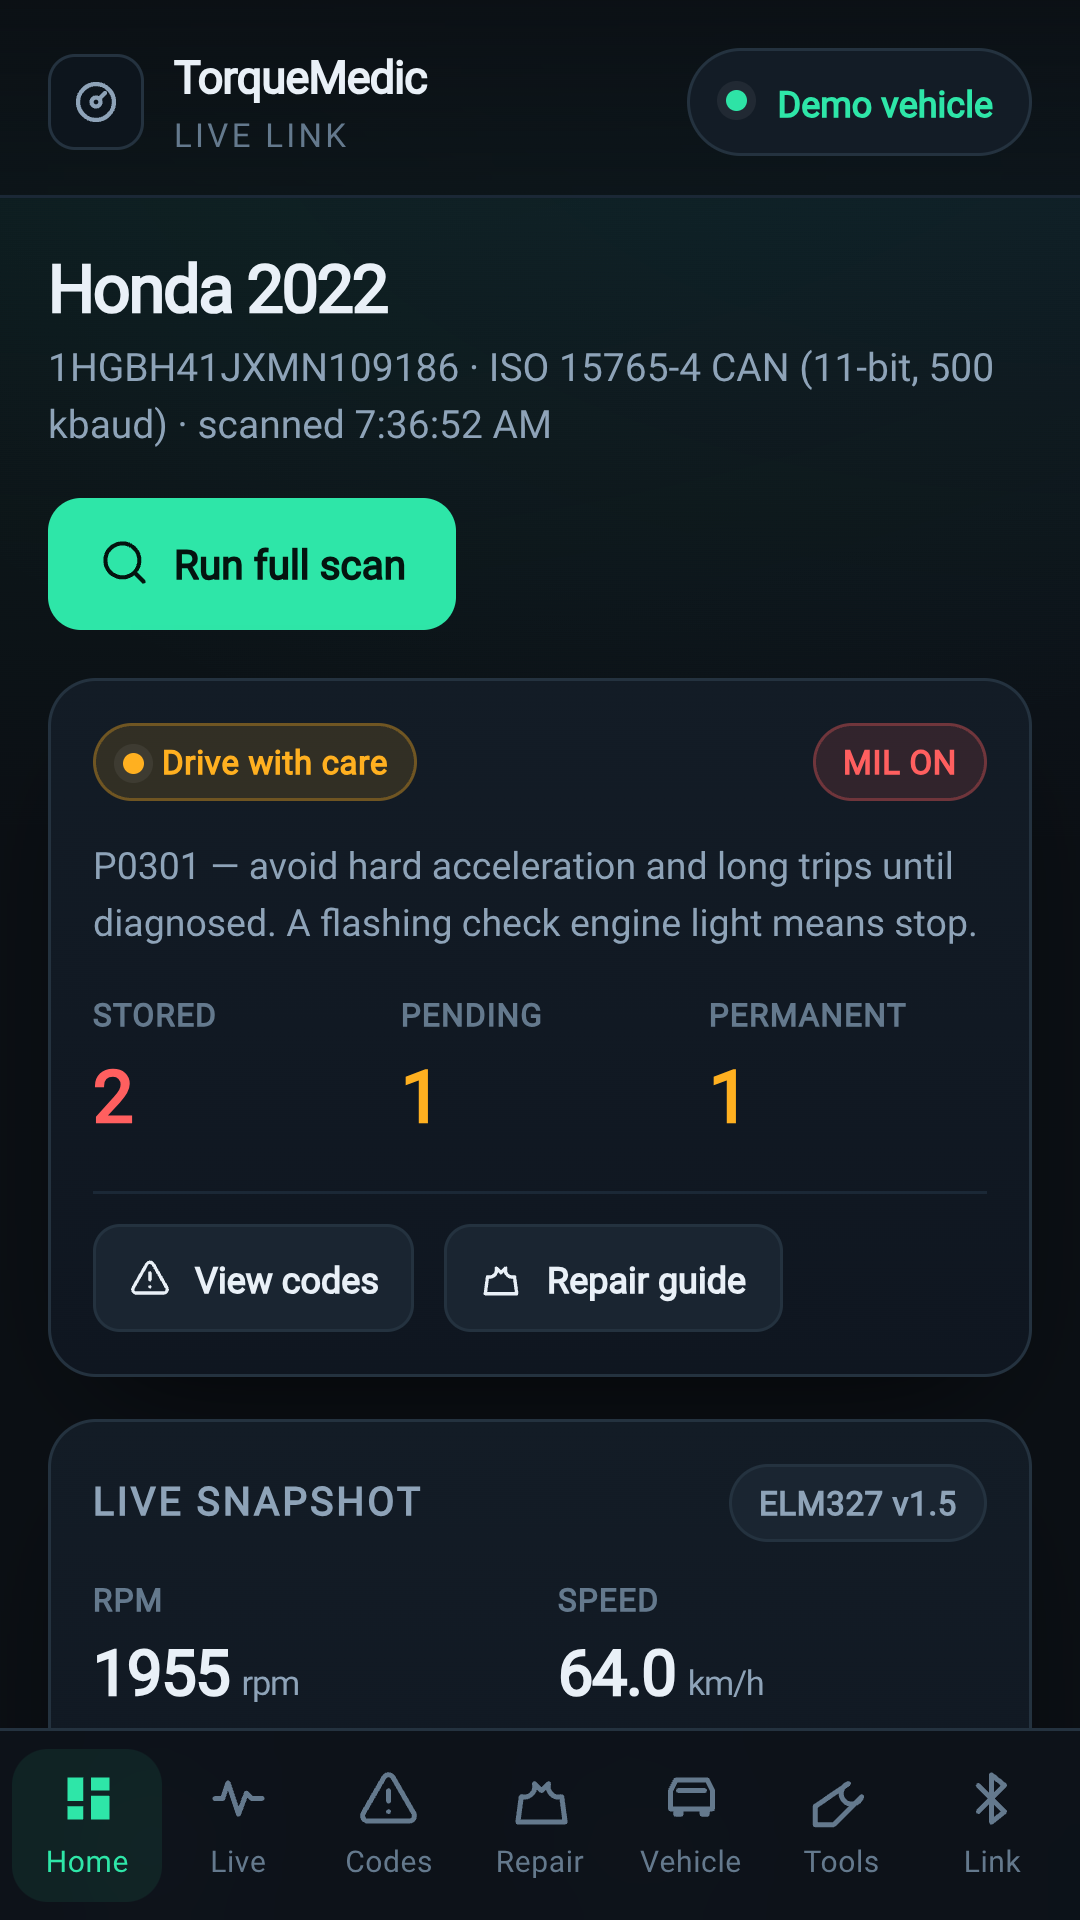 TorqueMedic
LIVE LINK
Demo vehicle
Honda 2022
1HGBH41JXMN109186 · ISO 15765-4 CAN (11-bit, 500
kbaud) · scanned 7:36:52 AM
Run full scan
Drive with care
MIL ON
P0301 — avoid hard acceleration and long trips until
diagnosed. A flashing check engine light means stop.
STORED PENDING PERMANENT
2 1 1
View codes Repair guide
LIVE SNAPSHOT
ELM327 v1.5
RPM SPEED
1955 rpm 64.0 km/h
Home Live Codes Repair Vehicle Tools Link